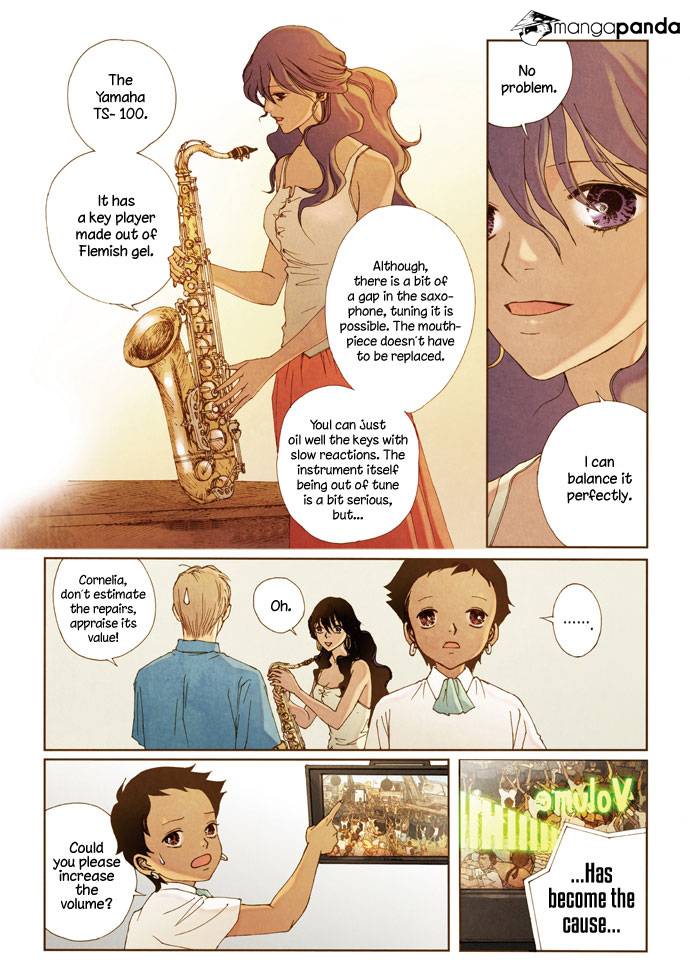 mangapanda
The
Yamaha
TS- 100.
It has
a key player
made out of
Flemish gel.
Although,
there is a bit of
a gap in the saxo-
phone, tuning it is
possible. The mouth-
piece doesn't have
to be replaced.
Youl can just
oil well the keys with
slow reactions. The
instrument itself
being out of tune
is a bit serious,
but...
No
problem.
I can
balance it
perfectly.
Cornelia,
don't estimate
the repairs,
appraise its
value!
Oh.
.......
Could
you please
increase
the
volume?
Volume
...Has
become the
cause...